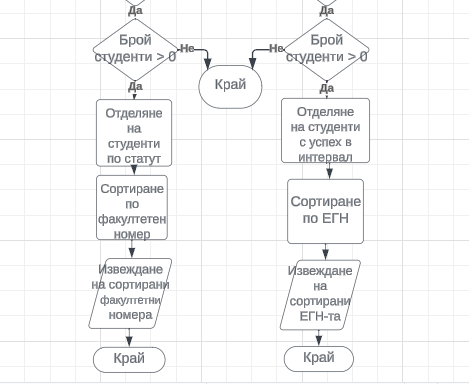 Да
Брой
студенти > 0
Не
Да
Отделяне
на
студенти
по статут
Сортиране
по
факултетен
номер
Извеждане
на сортирани
факултетни
номера
Край
Край
Да
Не
Брой
студенти > 0
Да
Отделяне
на студенти
с успех в
интервал
Сортиране
по ЕГН
Извеждане
на
сортирани
ЕГН-та
Край